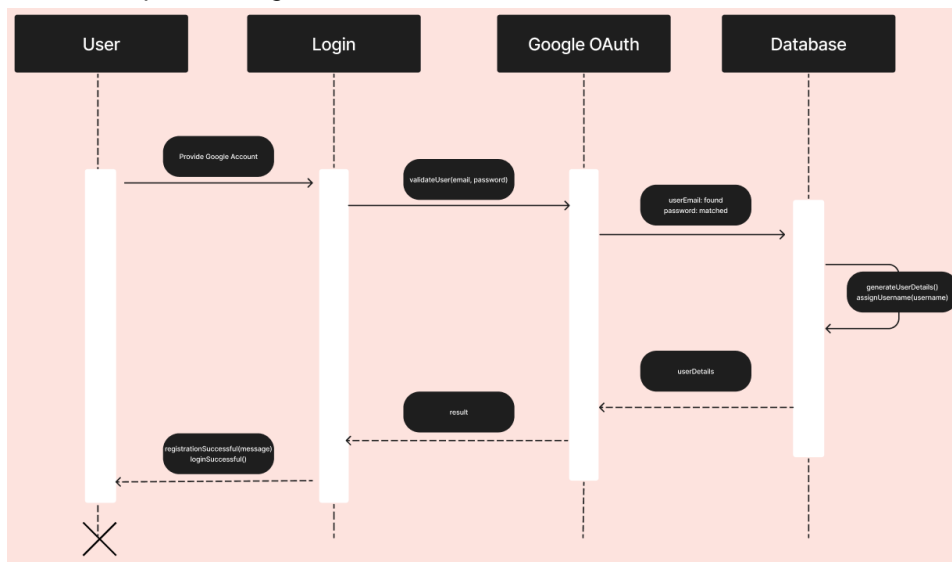 User
Login
Google OAuth
Database
Provide Google Account
validateUser(email, password)
userEmail: found
password: matched
generateUserDetails()
assignUsername(username)
userDetails
result
registrationSuccessful(message)
loginSuccessful()